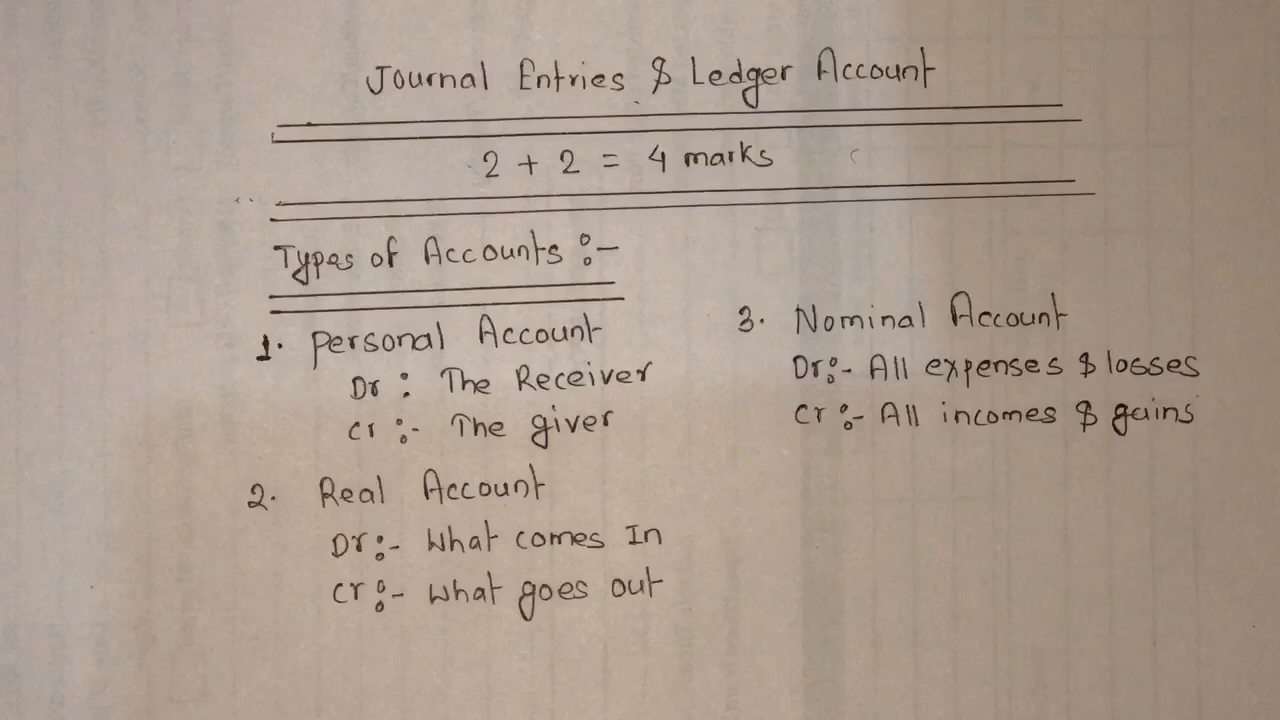 Journal Entries & Ledger Account
2 + 2 = 4 marks
Types of Accounts :-
1. Personal Account
Dr : The Receiver
Cr :- The giver
2. Real Account
Dr :- What comes In
Cr :- What goes out
3. Nominal Account
Dr :- All expenses & losses
Cr :- All incomes & gains